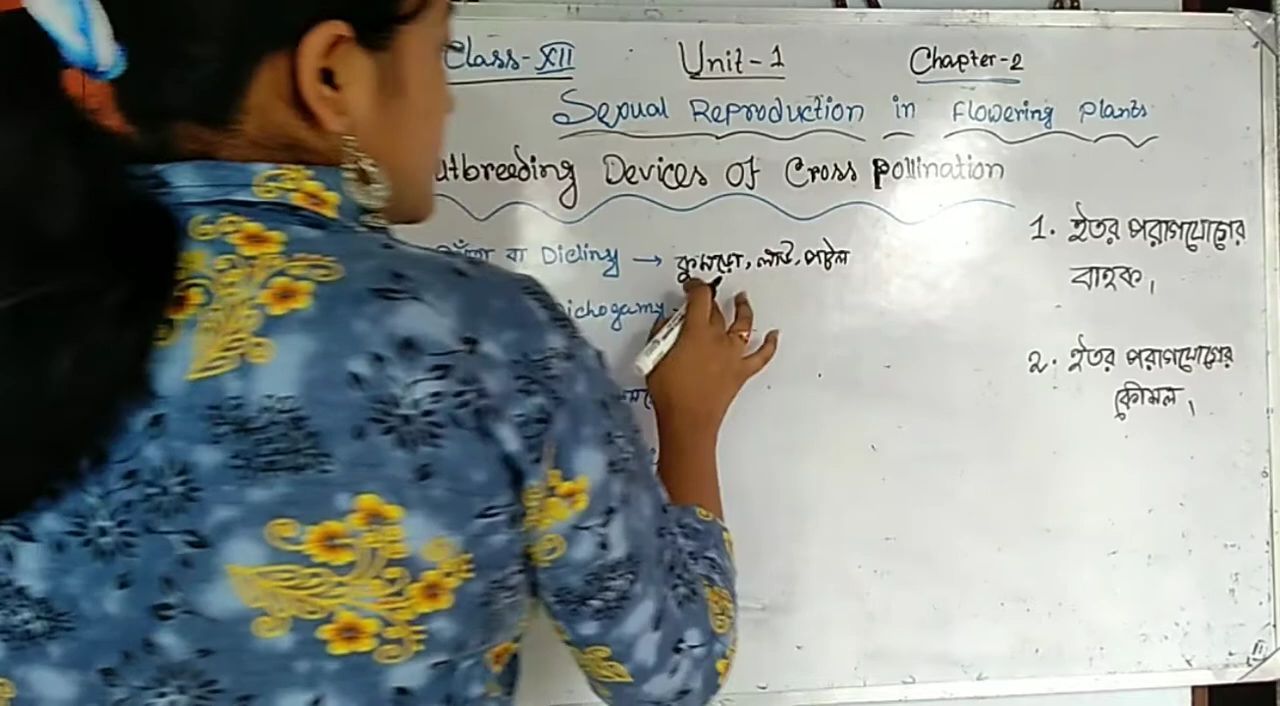 Class-XII Unit-1 Chapter-2
Sexual Reproduction in Flowering Plants
utbreeding Devices Of Cross Pollination
বা Dicliny → কুমড়ো, লাউ, পটল
ichogamy
1. ইতর পরাগযোগের
বাহক।
2. ইতর পরাগযোগের
কৌশল।